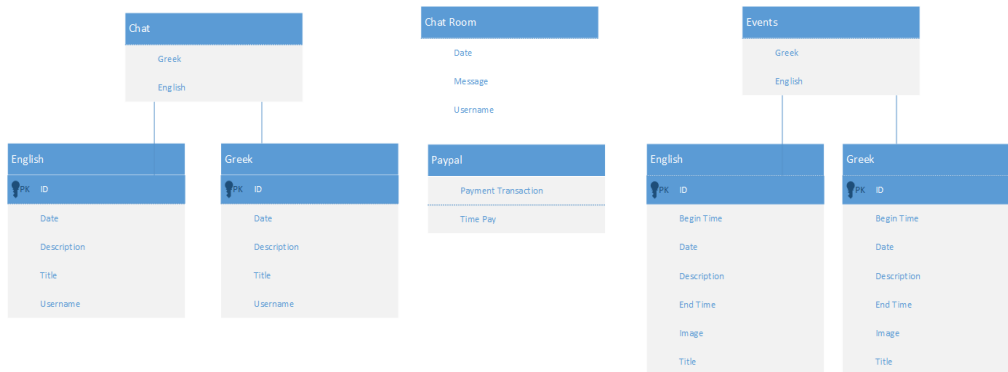 Chat
Greek
English
Chat Room
Date
Message
Username
Events
Greek
English
English
PK ID
Date
Description
Title
Username
Greek
PK ID
Date
Description
Title
Username
Paypal
Payment Transaction
Time Pay
English
PK ID
Begin Time
Date
Description
End Time
Image
Title
Greek
PK ID
Begin Time
Date
Description
End Time
Image
Title